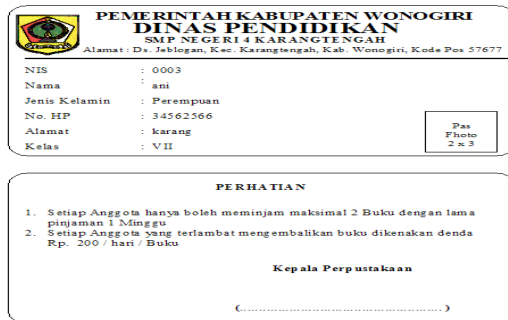 PEMERINTAH KABUPATEN WONOGIRI
DINAS PENDIDIKAN
SMP NEGERI 4 KARANGTENGAH
Alamat : Ds. Jeblogan, Kec. Karangtengah, Kab. Wonogiri, Kode Pos 57677
NIS : 0003
Nama : ani
Jenis Kelamin : Perempuan
No. HP : 34562566
Alamat : karang
Kelas : VII
Pas
Fhoto
2 x 3
PERHATIAN
1. Setiap Anggota hanya boleh meminjam maksimal 2 Buku dengan lama
pinjaman 1 Minggu
2. Setiap Anggota yang terlambat mengembalikan buku dikenakan denda
Rp. 200 / hari / Buku
Kepala Perpustakaan
(................................................)